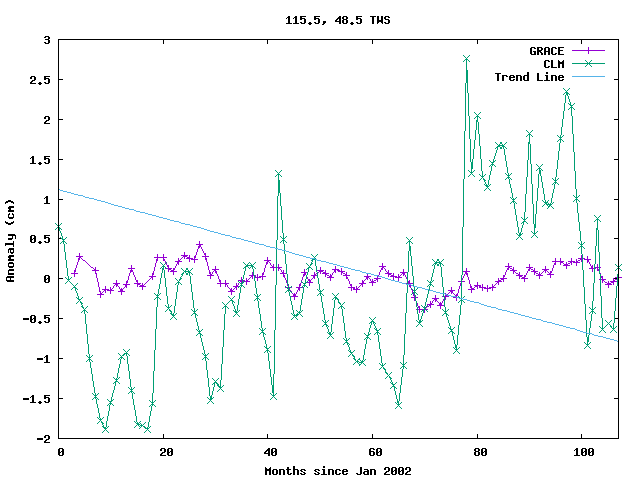 115.5, 48.5 TWS
GRACE
CLM
Trend Line
3
2.5
2
1.5
1
0.5
0
-0.5
-1
-1.5
-2
Anomaly (cm)
0 20 40 60 80 100
Months since Jan 2002